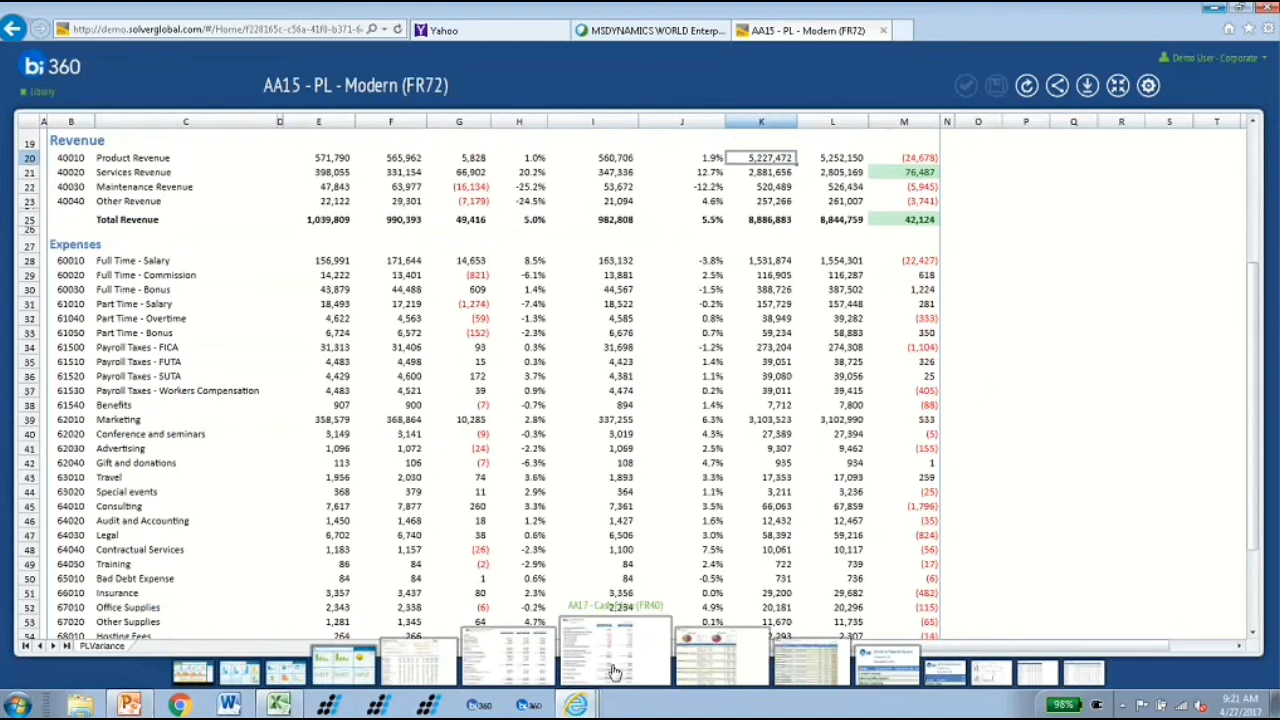 http://demo.solverglobal.com/#/Home/f228165c-c56a-41f0-b371-6
Yahoo
MSDYNAMICS WORLD Enterp...
AA15 - PL - Modern (FR72)
bi360
AA15 - PL - Modern (FR72)
Demo User - Corporate
Library
A B C D E F G H I J K L M N O P Q R S T
19 Revenue
20 40010 Product Revenue 571,790 565,962 5,828 1.0% 560,706 1.9% 5,227,472 5,252,150 (24,678)
21 40020 Services Revenue 398,055 331,154 66,902 20.2% 347,336 12.7% 2,881,656 2,805,169 76,487
22 40030 Maintenance Revenue 47,843 63,977 (16,134) -25.2% 53,672 -12.2% 520,489 526,434 (5,945)
23 40040 Other Revenue 22,122 29,301 (7,179) -24.5% 21,094 4.6% 257,266 261,007 (3,741)
25 Total Revenue 1,039,809 990,393 49,416 5.0% 982,808 5.5% 8,886,883 8,844,759 42,124
26
27 Expenses
28 60010 Full Time - Salary 156,991 171,644 14,653 8.5% 163,132 -3.8% 1,531,874 1,554,301 (22,427)
29 60020 Full Time - Commission 14,222 13,401 (821) -6.1% 13,881 2.5% 116,905 116,287 618
30 60030 Full Time - Bonus 43,879 44,488 609 1.4% 44,567 -1.5% 388,726 387,502 1,224
31 61010 Part Time - Salary 18,493 17,219 (1,274) -7.4% 18,522 -0.2% 157,729 157,448 281
32 61040 Part Time - Overtime 4,622 4,563 (59) -1.3% 4,585 0.8% 38,949 39,282 (333)
33 61050 Part Time - Bonus 6,724 6,572 (152) -2.3% 6,676 0.7% 59,234 58,883 350
34 61500 Payroll Taxes - FICA 31,313 31,406 93 0.3% 31,698 -1.2% 273,204 274,308 (1,104)
35 61510 Payroll Taxes - FUTA 4,483 4,498 15 0.3% 4,423 1.4% 39,051 38,725 326
36 61520 Payroll Taxes - SUTA 4,429 4,600 172 3.7% 4,381 1.1% 39,080 39,056 25
37 61530 Payroll Taxes - Workers Compensation 4,483 4,521 39 0.9% 4,474 0.2% 39,011 39,415 (405)
38 61540 Benefits 907 900 (7) -0.7% 894 1.4% 7,712 7,800 (88)
39 62010 Marketing 358,579 368,864 10,285 2.8% 337,255 6.3% 3,103,523 3,102,990 533
40 62020 Conference and seminars 3,149 3,141 (9) -0.3% 3,019 4.3% 27,389 27,394 (5)
41 62030 Advertising 1,096 1,072 (24) -2.2% 1,069 2.5% 9,307 9,462 (155)
42 62040 Gift and donations 113 106 (7) -6.3% 108 4.7% 935 934 1
43 63010 Travel 1,956 2,030 74 3.6% 1,893 3.3% 17,353 17,093 259
44 63020 Special events 368 379 11 2.9% 364 1.1% 3,211 3,236 (25)
45 64010 Consulting 7,617 7,877 260 3.3% 7,361 3.5% 66,063 67,859 (1,796)
46 64020 Audit and Accounting 1,450 1,468 18 1.2% 1,427 1.6% 12,432 12,467 (35)
47 64030 Legal 6,702 6,740 38 0.6% 6,506 3.0% 58,392 59,216 (824)
48 64040 Contractual Services 1,183 1,157 (26) -2.3% 1,100 7.5% 10,061 10,117 (56)
49 64050 Training 86 84 (2) -2.9% 84 2.4% 722 739 (17)
50 65010 Bad Debt Expense 84 84 1 0.6% 84 -0.5% 731 736 (6)
51 66010 Insurance 3,357 3,437 80 2.3% 3,356 0.0% 29,200 29,682 (482)
52 67010 Office Supplies 2,343 2,338 (6) -0.2% 2,234 4.9% 20,181 20,296 (115)
AA17 - Cash (FR40)
53 67020 Other Supplies 1,281 1,345 64 4.7% 0.1% 11,670 (65)
54 68010 Hosting Fees 264 266 (14)
PLVariance
bi360
bi360
98%
9:21 AM
4/27/2017